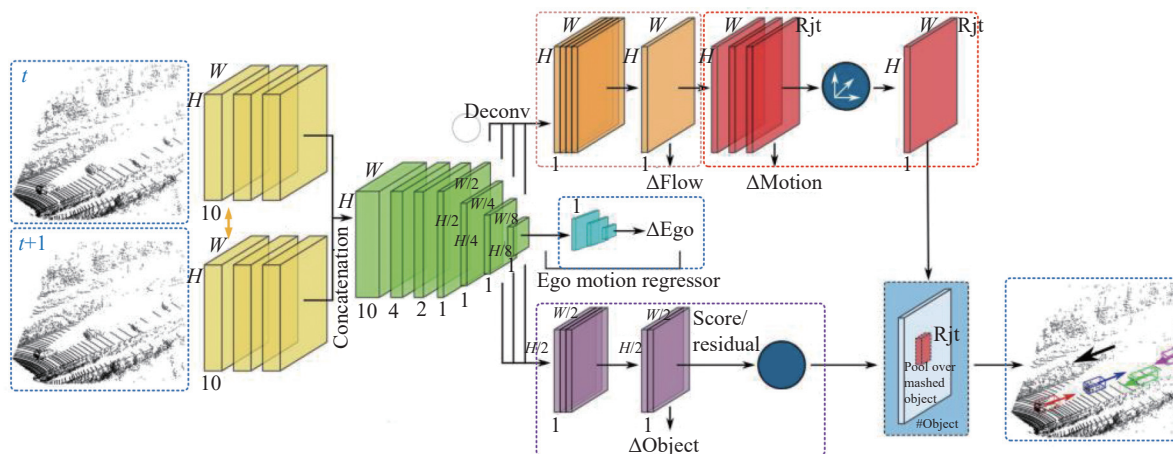 t
W
H
10
t+1
W
H
10
Concatenation
H
W
10
4
2
1
W/2
H/2
1
W/4
H/4
1
W/8
H/8
1
Deconv
W
H
1
W
H
1
ΔFlow
W
Rjt
H
1
ΔMotion
W
Rjt
H
1
1
ΔEgo
Ego motion regressor
W/2
H/2
1
W/2
H/2
1
ΔObject
Score/
residual
Rjt
Pool over
mashed
object
#Object